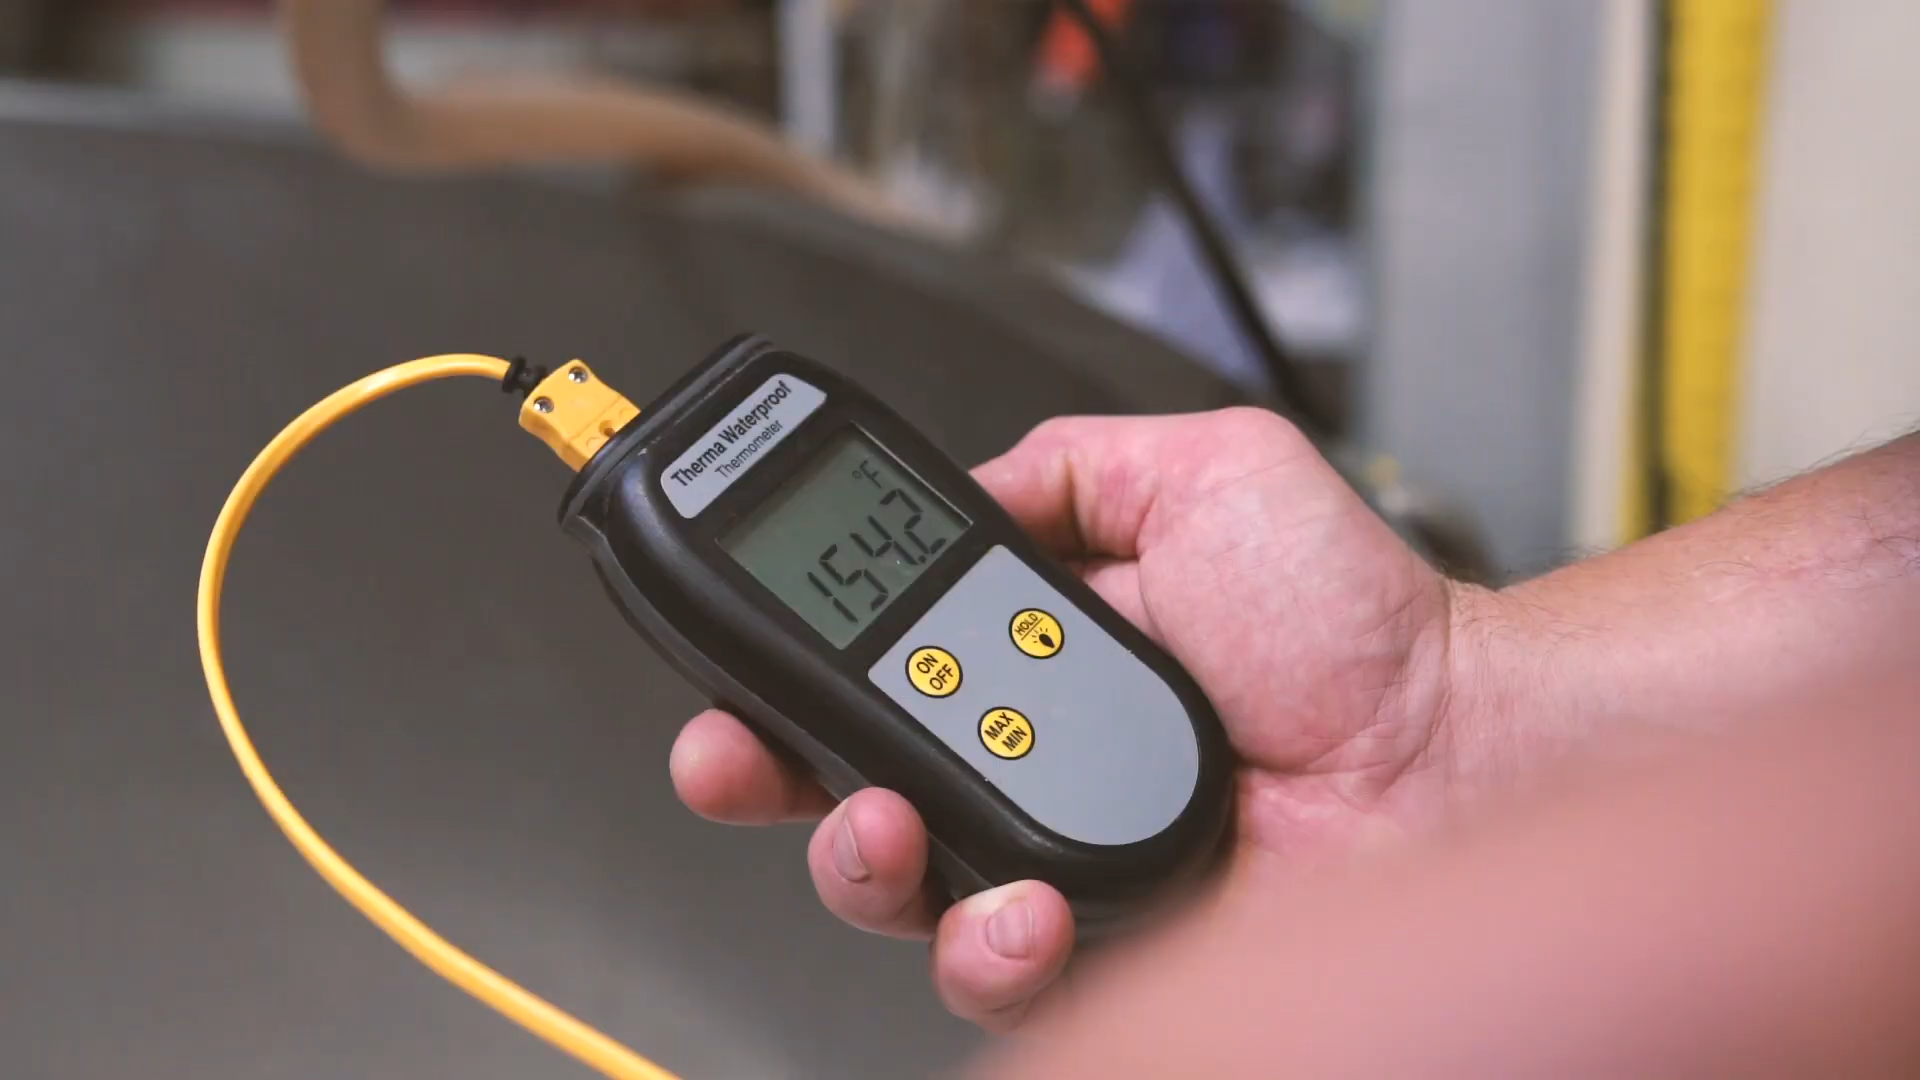 Therma Waterproof
Thermometer
°F
154.2
ON
OFF
HOLD
MAX
MIN